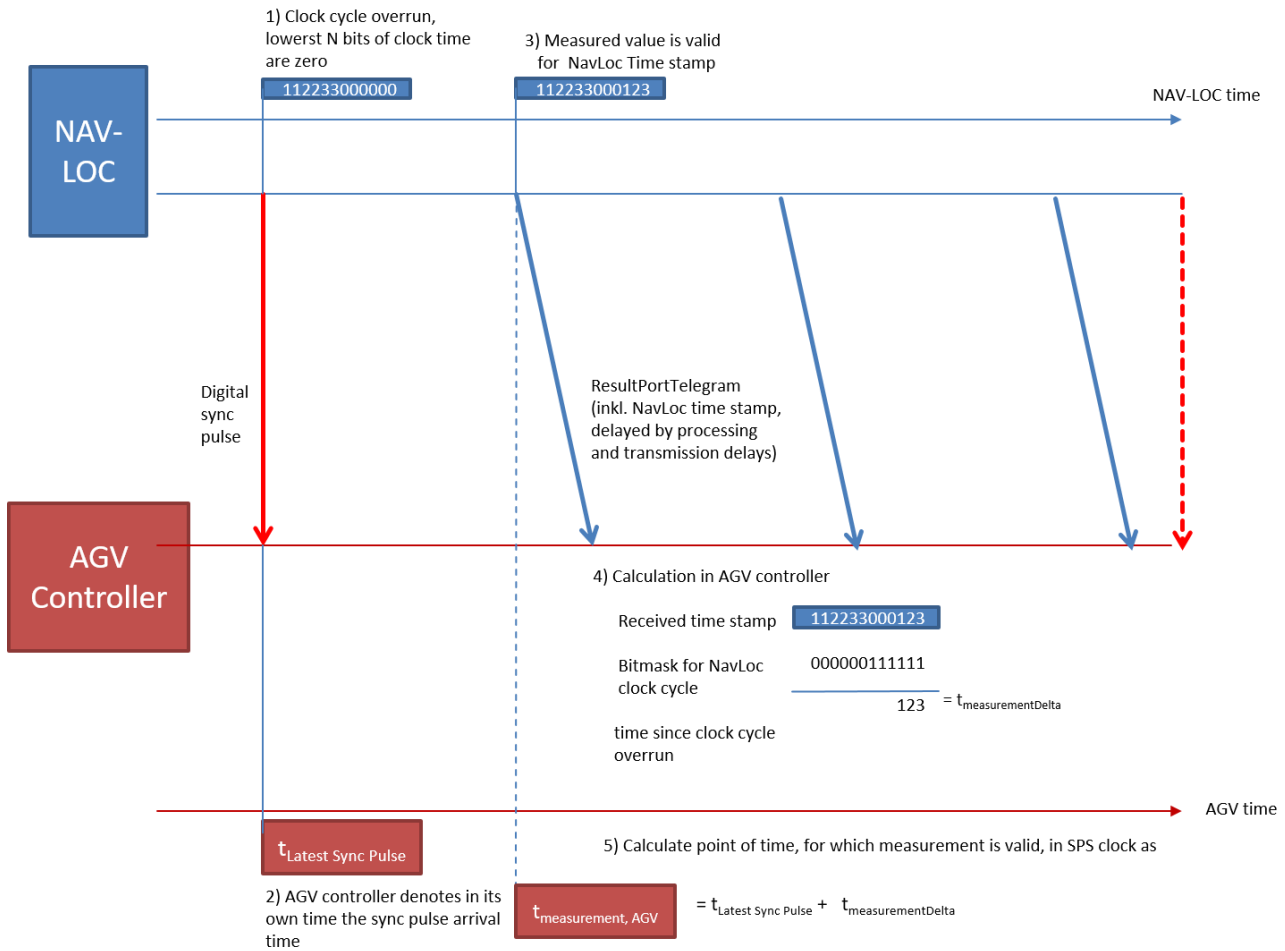 1) Clock cycle overrun,
lowerst N bits of clock time
are zero
3) Measured value is valid
for  NavLoc Time stamp
112233000000
112233000123
NAV-LOC time
NAV-
LOC
Digital
sync
pulse
ResultPortTelegram
(inkl. NavLoc time stamp,
delayed by processing
and transmission delays)
AGV
Controller
4) Calculation in AGV controller
Received time stamp
112233000123
Bitmask for NavLoc
clock cycle
000000111111
123
= tmeasurementDelta
time since clock cycle
overrun
AGV time
tLatest Sync Pulse
5) Calculate point of time, for which measurement is valid, in SPS clock as
2) AGV controller denotes in its
own time the sync pulse arrival
time
tmeasurement, AGV
= tLatest Sync Pulse + tmeasurementDelta